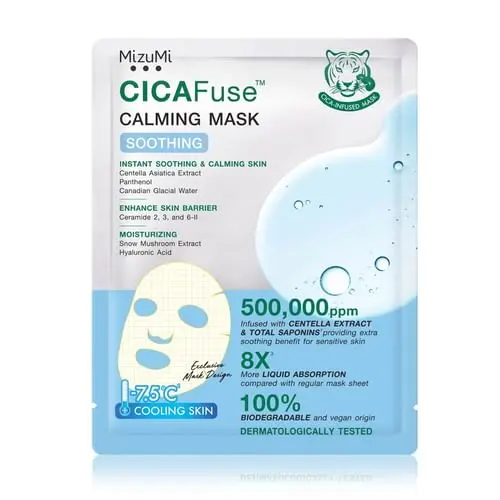 MizuMi
CICAFuse™
CALMING MASK
SOOTHING
CICA-INFUSED MASK
INSTANT SOOTHING & CALMING SKIN
Centella Asiatica Extract
Panthenol
Canadian Glacial Water
ENHANCE SKIN BARRIER
Ceramide 2, 3, and 6-II
MOISTURIZING
Snow Mushroom Extract
Hyaluronic Acid
500,000ppm
Infused with CENTELLA EXTRACT
& TOTAL SAPONINS¹ providing extra
soothing benefit for sensitive skin
8X²
More LIQUID ABSORPTION
compared with regular mask sheet
Exclusive
Mask Design
-7.5°C³
COOLING SKIN
100%
BIODEGRADABLE and vegan origin
DERMATOLOGICALLY TESTED